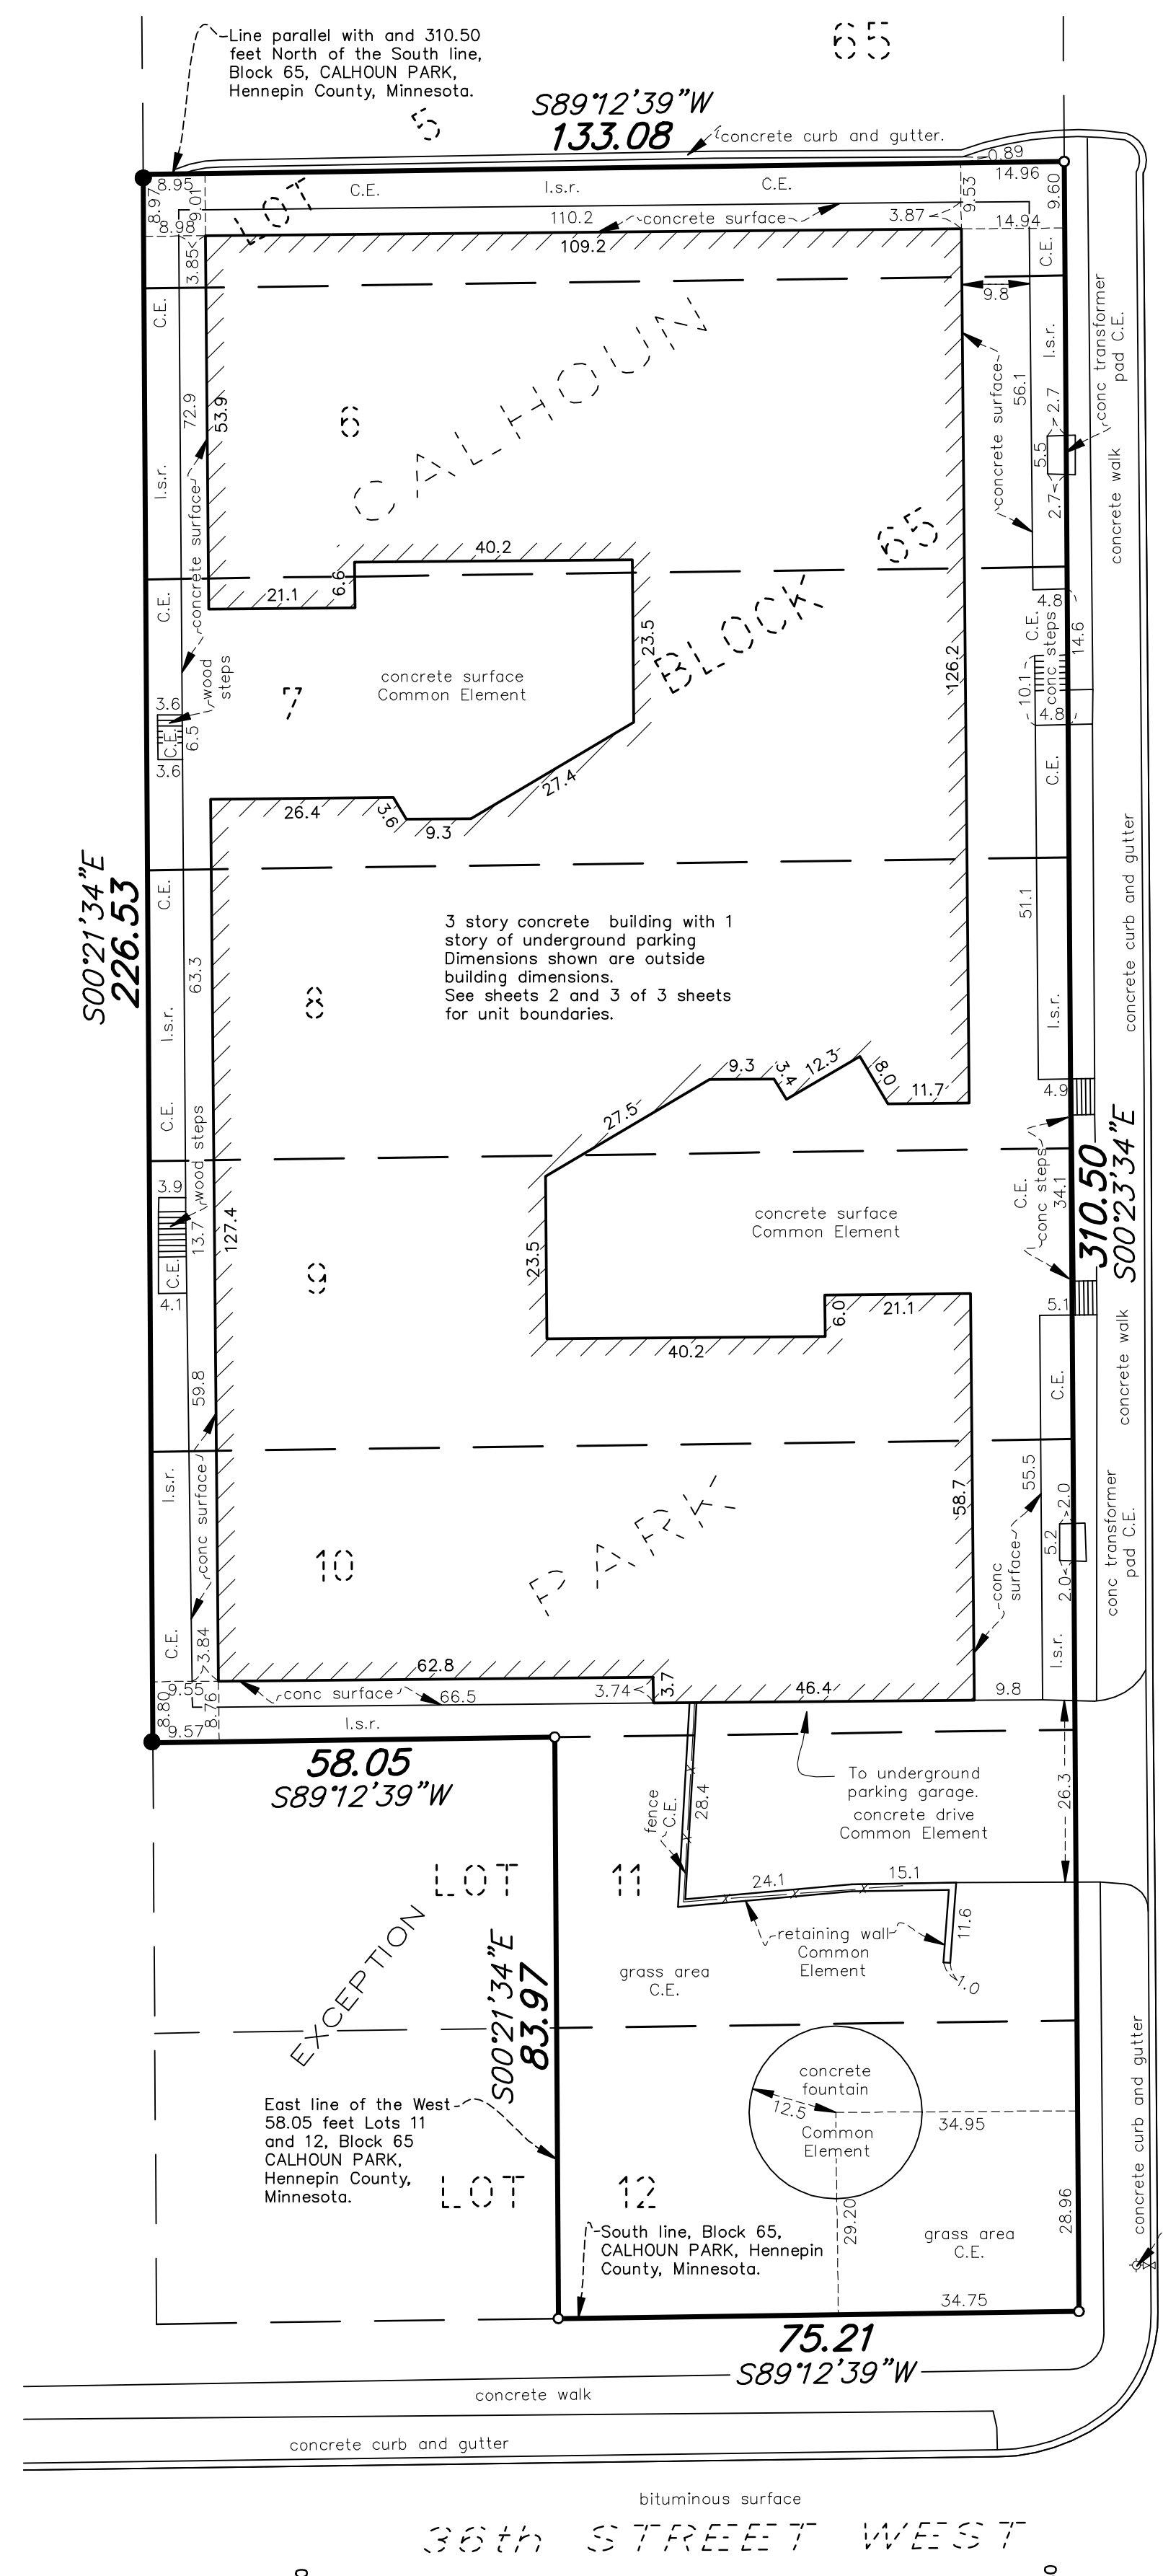 65
Line parallel with and 310.50
feet North of the South line,
Block 65, CALHOUN PARK,
Hennepin County, Minnesota.
5
S89°12'39"W
133.08
concrete curb and gutter.
0.89
14.96
8.95
8.97
9.01
8.98
LOT
C.E.
l.s.r.
C.E.
9.53
9.60
110.2
concrete surface
3.87
14.94
109.2
3.85
C.E.
C.E.
9.8
CALHOUN
l.s.r.
conc transformer
pad C.E.
72.9
53.9
6
concrete surface
56.1
2.7
5.5
2.7
l.s.r.
concrete surface
concrete walk
65
40.2
6.6
21.1
C.E.
23.5
BLOCK
4.8
C.E.
conc steps
14.6
10.1
4.8
126.2
wood
steps
concrete surface
Common Element
7
3.6
C.E.
6.5
3.6
27.4
26.4
3.6
9.3
C.E.
concrete curb and gutter
S00°21'34"E
226.53
C.E.
63.3
51.1
3 story concrete building with 1
story of underground parking
Dimensions shown are outside
building dimensions.
See sheets 2 and 3 of 3 sheets
for unit boundaries.
8
l.s.r.
l.s.r.
9.3
3.4
12.3
8.0
11.7
4.9
27.5
C.E.
wood steps
310.50
S00°23'34"E
C.E.
conc steps
34.1
3.9
13.7
C.E.
4.1
127.4
concrete surface
Common Element
23.5
9
6.0
21.1
5.1
40.2
59.8
C.E.
concrete walk
l.s.r.
conc surface
55.5
58.7
PARK
2.0
5.2
2.0
conc transformer
pad C.E.
10
conc
surface
C.E.
3.84
l.s.r.
62.8
3.7
9.55
8.80
8.76
9.57
conc surface
66.5
3.74
46.4
9.8
l.s.r.
58.05
S89°12'39"W
To underground
parking garage.
concrete drive
Common Element
26.3
fence
C.E.
28.4
LOT
11
24.1
15.1
11.6
retaining wall
Common
Element
1.0
EXCEPTION
S00°21'34"E
83.97
grass area
C.E.
concrete
fountain
12.5
Common
Element
34.95
East line of the West
58.05 feet Lots 11
and 12, Block 65
CALHOUN PARK,
Hennepin County,
Minnesota.
LOT
12
concrete curb and gutter
28.96
29.20
South line, Block 65,
CALHOUN PARK, Hennepin
County, Minnesota.
grass area
C.E.
34.75
75.21
S89°12'39"W
concrete walk
concrete curb and gutter
bituminous surface
36th STREET WEST